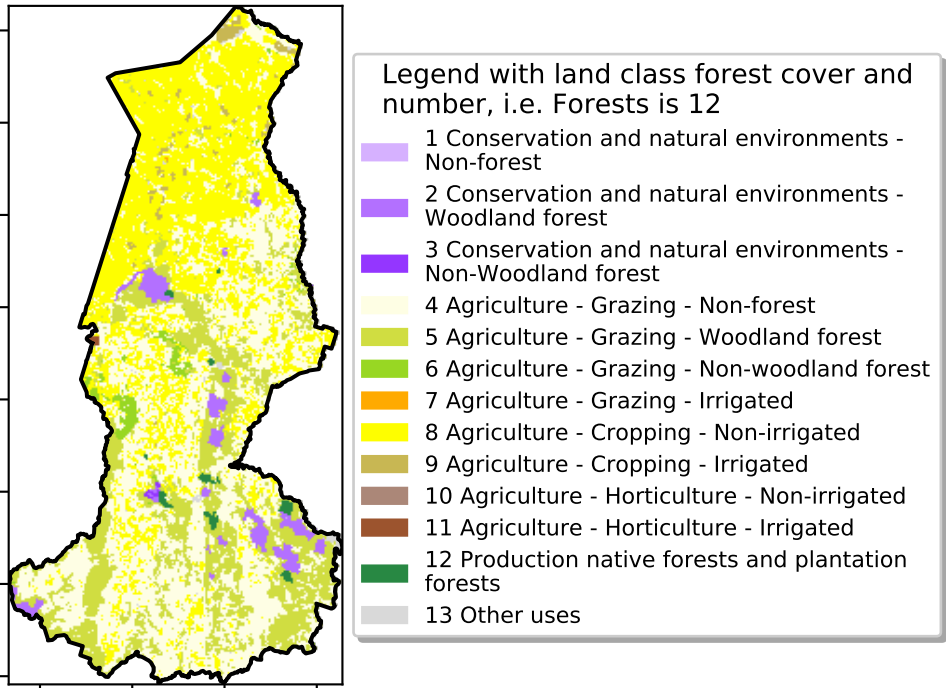 Legend with land class forest cover and
number, i.e. Forests is 12
1 Conservation and natural environments -
Non-forest
2 Conservation and natural environments -
Woodland forest
3 Conservation and natural environments -
Non-Woodland forest
4 Agriculture - Grazing - Non-forest
5 Agriculture - Grazing - Woodland forest
6 Agriculture - Grazing - Non-woodland forest
7 Agriculture - Grazing - Irrigated
8 Agriculture - Cropping - Non-irrigated
9 Agriculture - Cropping - Irrigated
10 Agriculture - Horticulture - Non-irrigated
11 Agriculture - Horticulture - Irrigated
12 Production native forests and plantation
forests
13 Other uses